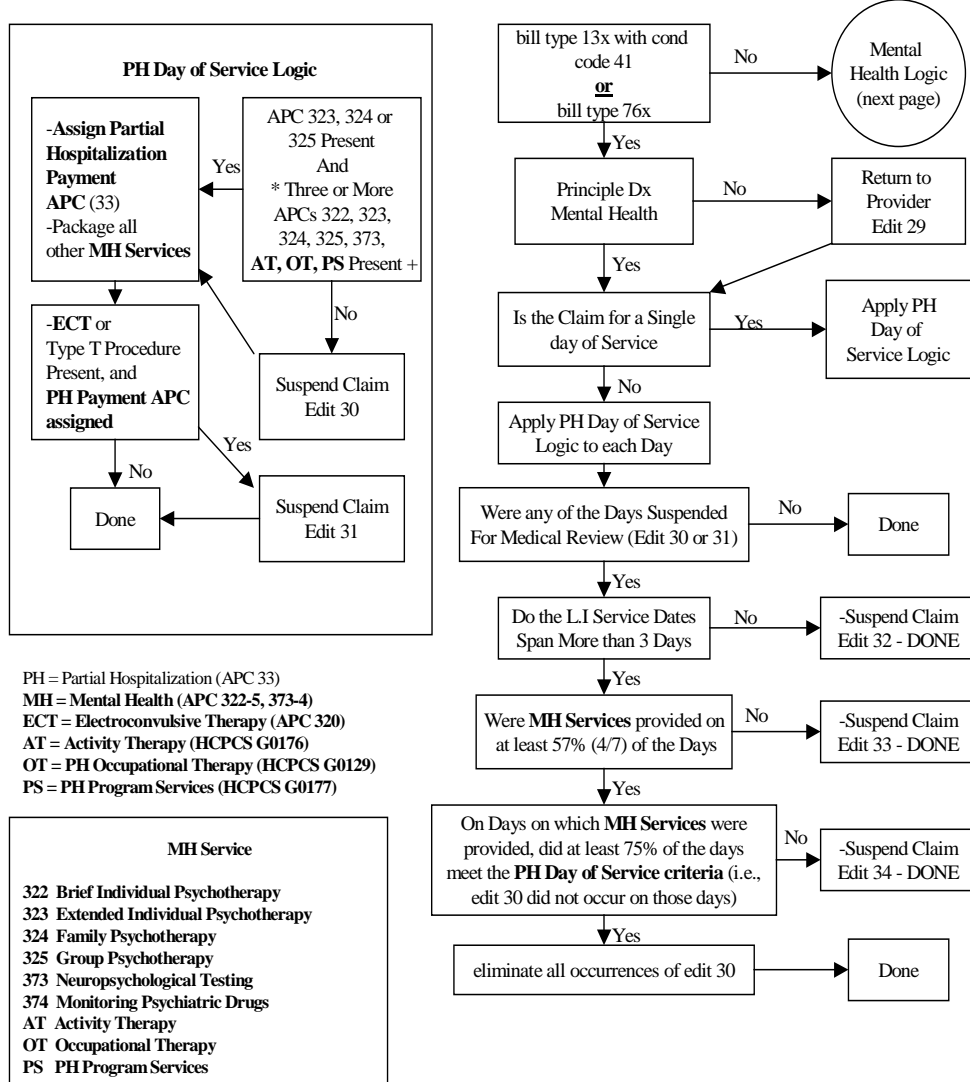 PH Day of Service Logic
-Assign Partial
Hospitalization
Payment
APC (33)
-Package all
other MH Services
Yes
APC 323, 324 or
325 Present
And
* Three or More
APCs 322, 323,
324, 325, 373,
AT, OT, PS Present +
No
-ECT or
Type T Procedure
Present, and
PH Payment APC
assigned
Suspend Claim
Edit 30
Yes
No
Done
Suspend Claim
Edit 31
PH = Partial Hospitalization (APC 33)
MH = Mental Health (APC 322-5, 373-4)
ECT = Electroconvulsive Therapy (APC 320)
AT = Activity Therapy (HCPCS G0176)
OT = PH Occupational Therapy (HCPCS G0129)
PS = PH Program Services (HCPCS G0177)
MH Service
322 Brief Individual Psychotherapy
323 Extended Individual Psychotherapy
324 Family Psychotherapy
325 Group Psychotherapy
373 Neuropsychological Testing
374 Monitoring Psychiatric Drugs
AT Activity Therapy
OT Occupational Therapy
PS PH Program Services
bill type 13x with cond
code 41
or
bill type 76x
No
Mental
Health Logic
(next page)
Yes
Principle Dx
Mental Health
No
Return to
Provider
Edit 29
Yes
Is the Claim for a Single
day of Service
Yes
Apply PH
Day of
Service Logic
No
Apply PH Day of Service
Logic to each Day
Were any of the Days Suspended
For Medical Review (Edit 30 or 31)
No
Done
Yes
Do the L.I Service Dates
Span More than 3 Days
No
-Suspend Claim
Edit 32 - DONE
Yes
Were MH Services provided on
at least 57% (4/7) of the Days
No
-Suspend Claim
Edit 33 - DONE
Yes
On Days on which MH Services were
provided, did at least 75% of the days
meet the PH Day of Service criteria (i.e.,
edit 30 did not occur on those days)
No
-Suspend Claim
Edit 34 - DONE
Yes
eliminate all occurrences of edit 30
Done